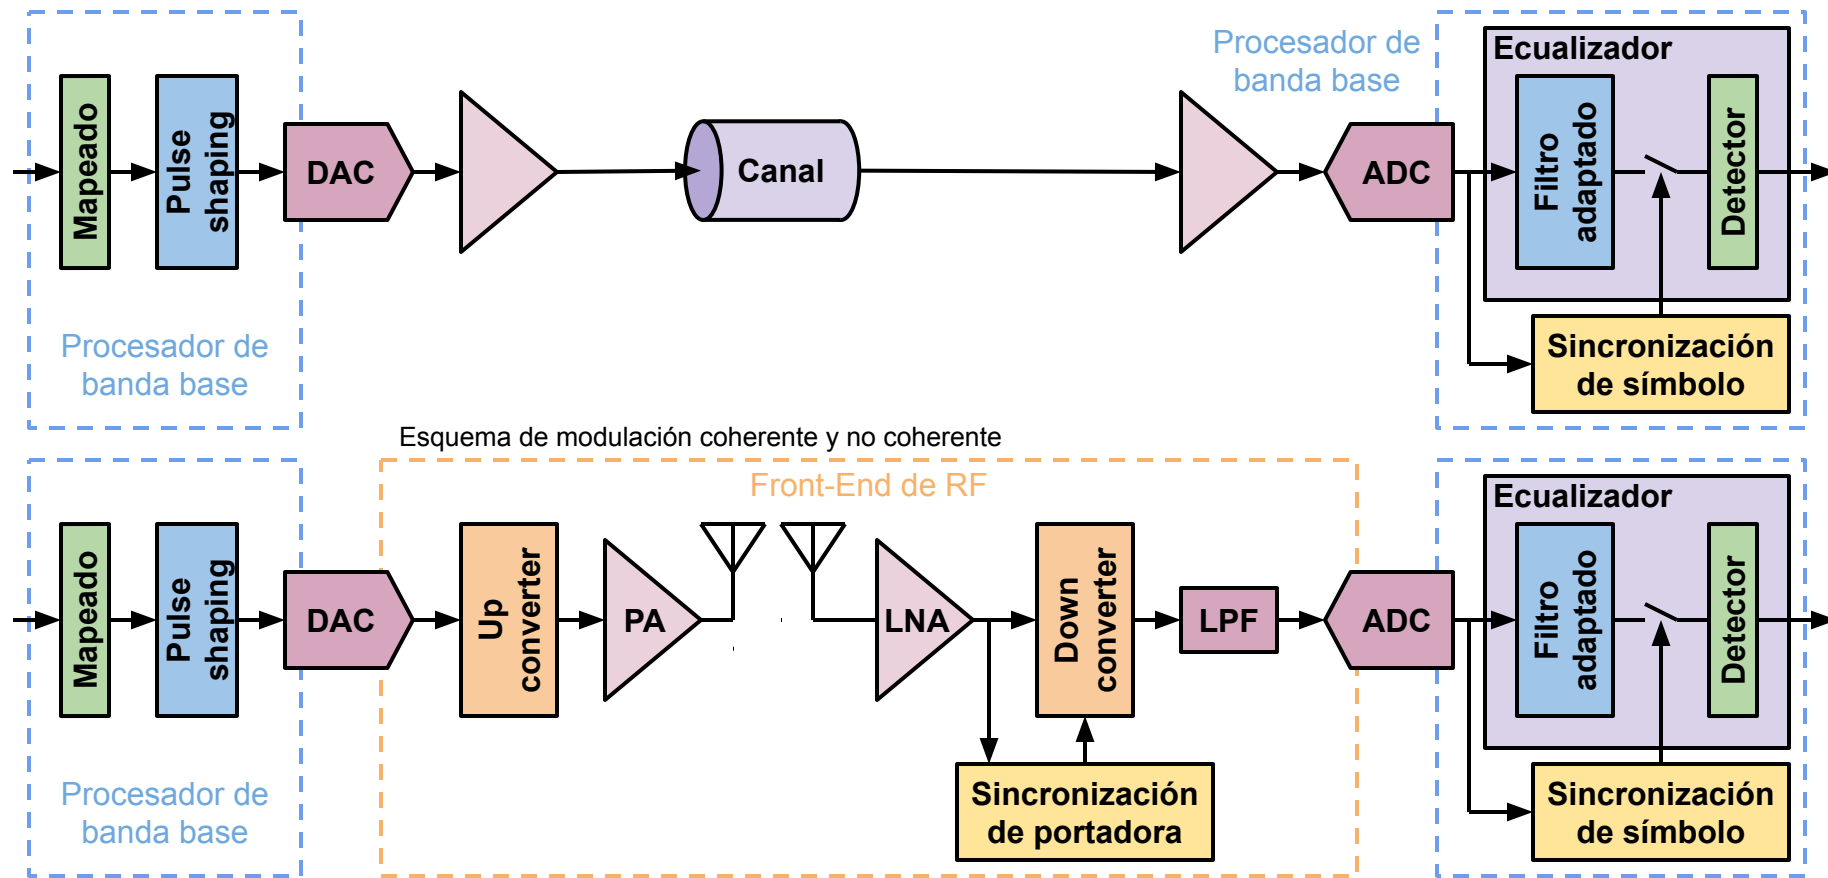 Procesador de
banda base
Ecualizador
Mapeado
Pulse
shaping
DAC
Canal
ADC
Filtro
adaptado
Detector
Procesador de
banda base
Sincronización
de símbolo
Esquema de modulación coherente y no coherente
Front-End de RF
Ecualizador
Mapeado
Pulse
shaping
DAC
Up
converter
PA
LNA
Down
converter
LPF
ADC
Filtro
adaptado
Detector
Procesador de
banda base
Sincronización
de portadora
Sincronización
de símbolo